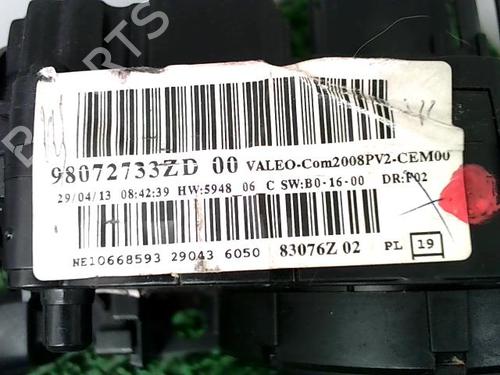 98072733ZD 00 VALEO-Com2008PV2-CEM00
29/04/13 08:42:39 HW:5948 06 C SW:B0-16-00 DR:F02
NE10668593 29043 6050 83076Z 02 PL 19